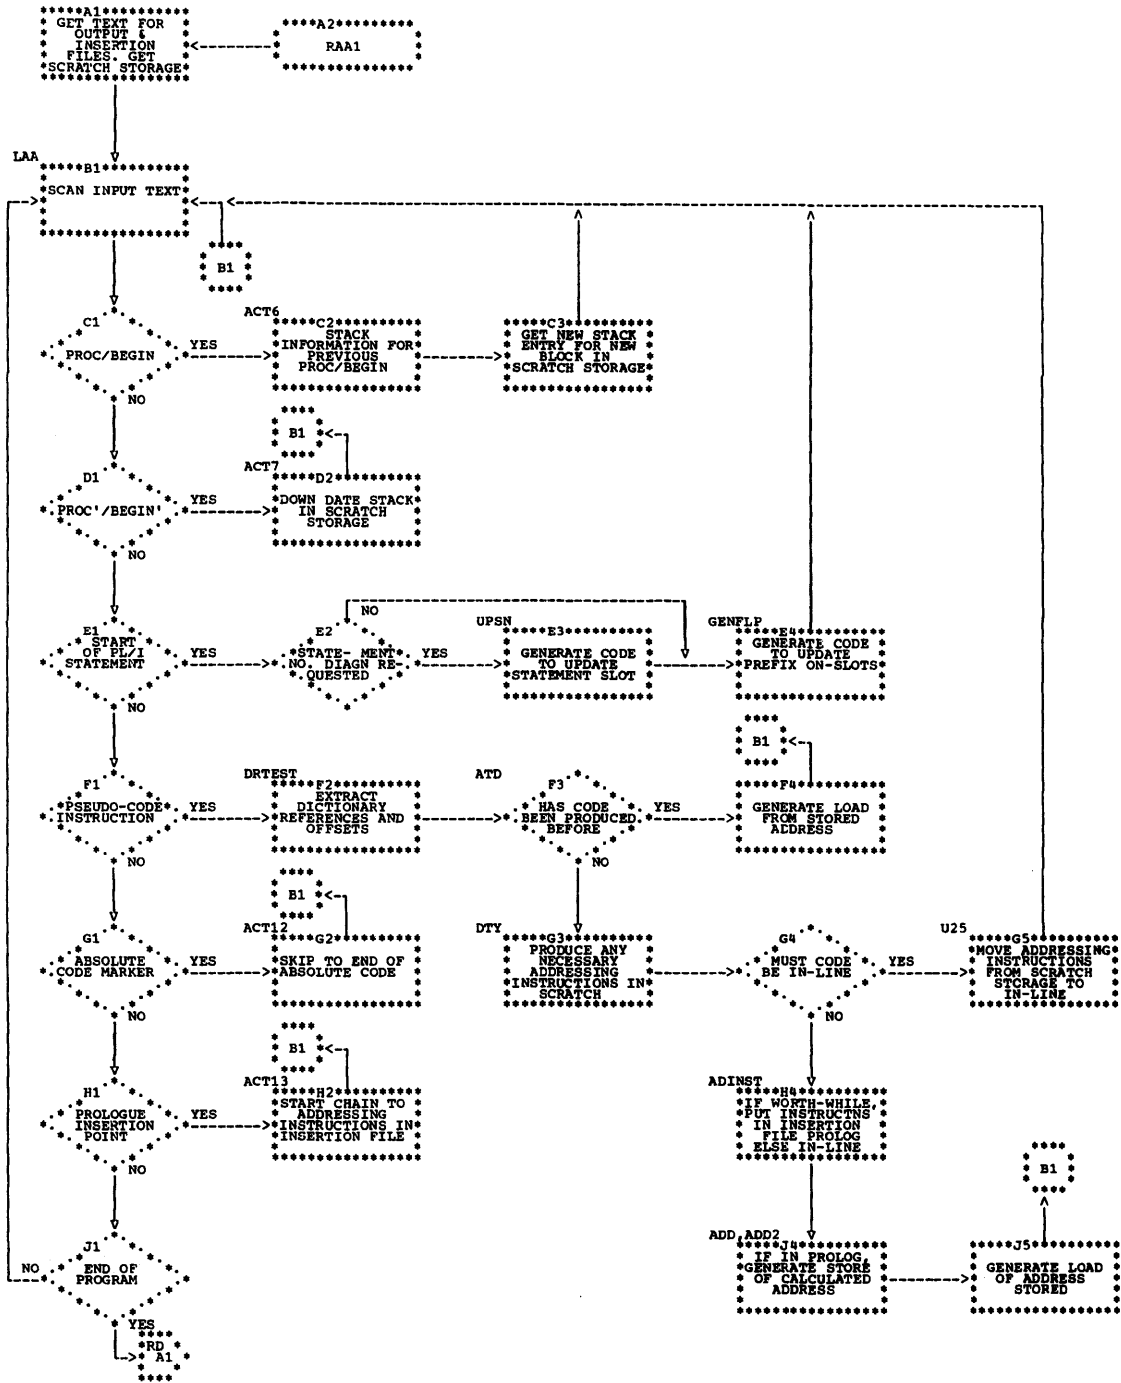 A1
GET TEXT FOR
OUTPUT &
INSERTION
FILES. GET
SCRATCH STORAGE
A2
RAA1
LAA
B1
SCAN INPUT TEXT
B1
C1
PROC/BEGIN
YES
NO
ACT6
C2
STACK
INFORMATION FOR
PREVIOUS
PROC/BEGIN
C3
GET NEW STACK
ENTRY FOR NEW
BLOCK IN
SCRATCH STORAGE
B1
D1
PROC'/BEGIN'
YES
NO
ACT7
D2
DOWN DATE STACK
IN SCRATCH
STORAGE
E1
START
OF PL/I
STATEMENT
YES
NO
E2
STATE- MENT
NO. DIAGN RE-
QUESTED
NO
YES
UPSN
E3
GENERATE CODE
TO UPDATE
STATEMENT SLOT
GENFLP
E4
GENERATE CODE
TO UPDATE
PREFIX ON-SLOTS
B1
F1
PSEUDO-CODE
INSTRUCTION
YES
NO
DRTEST
F2
EXTRACT
DICTIONARY
REFERENCES AND
OFFSETS
ATD
F3
HAS CODE
BEEN PRODUCED
BEFORE
YES
NO
F4
GENERATE LOAD
FROM STORED
ADDRESS
B1
G1
ABSOLUTE
CODE MARKER
YES
NO
ACT12
G2
SKIP TO END OF
ABSOLUTE CODE
DTY
G3
PRODUCE ANY
NECESSARY
ADDRESSING
INSTRUCTIONS IN
SCRATCH
G4
MUST CODE
BE IN-LINE
YES
NO
U25
G5
MOVE ADDRESSING
INSTRUCTIONS
FROM SCRATCH
STCRAGE TO
IN-LINE
B1
H1
PROLOGUE
INSERTION
POINT
YES
NO
ACT13
H2
START CHAIN TO
ADDRESSING
INSTRUCTIONS IN
INSERTION FILE
ADINST
H4
IF WORTH-WHILE,
PUT INSTRUCTNS
IN INSERTION
FILE PROLOG
ELSE IN-LINE
B1
J1
END OF
PROGRAM
NO
YES
ADD,ADD2
J4
IF IN PROLOG,
GENERATE STORE
OF CALCULATED
ADDRESS
J5
GENERATE LOAD
OF ADDRESS
STORED
RD
A1